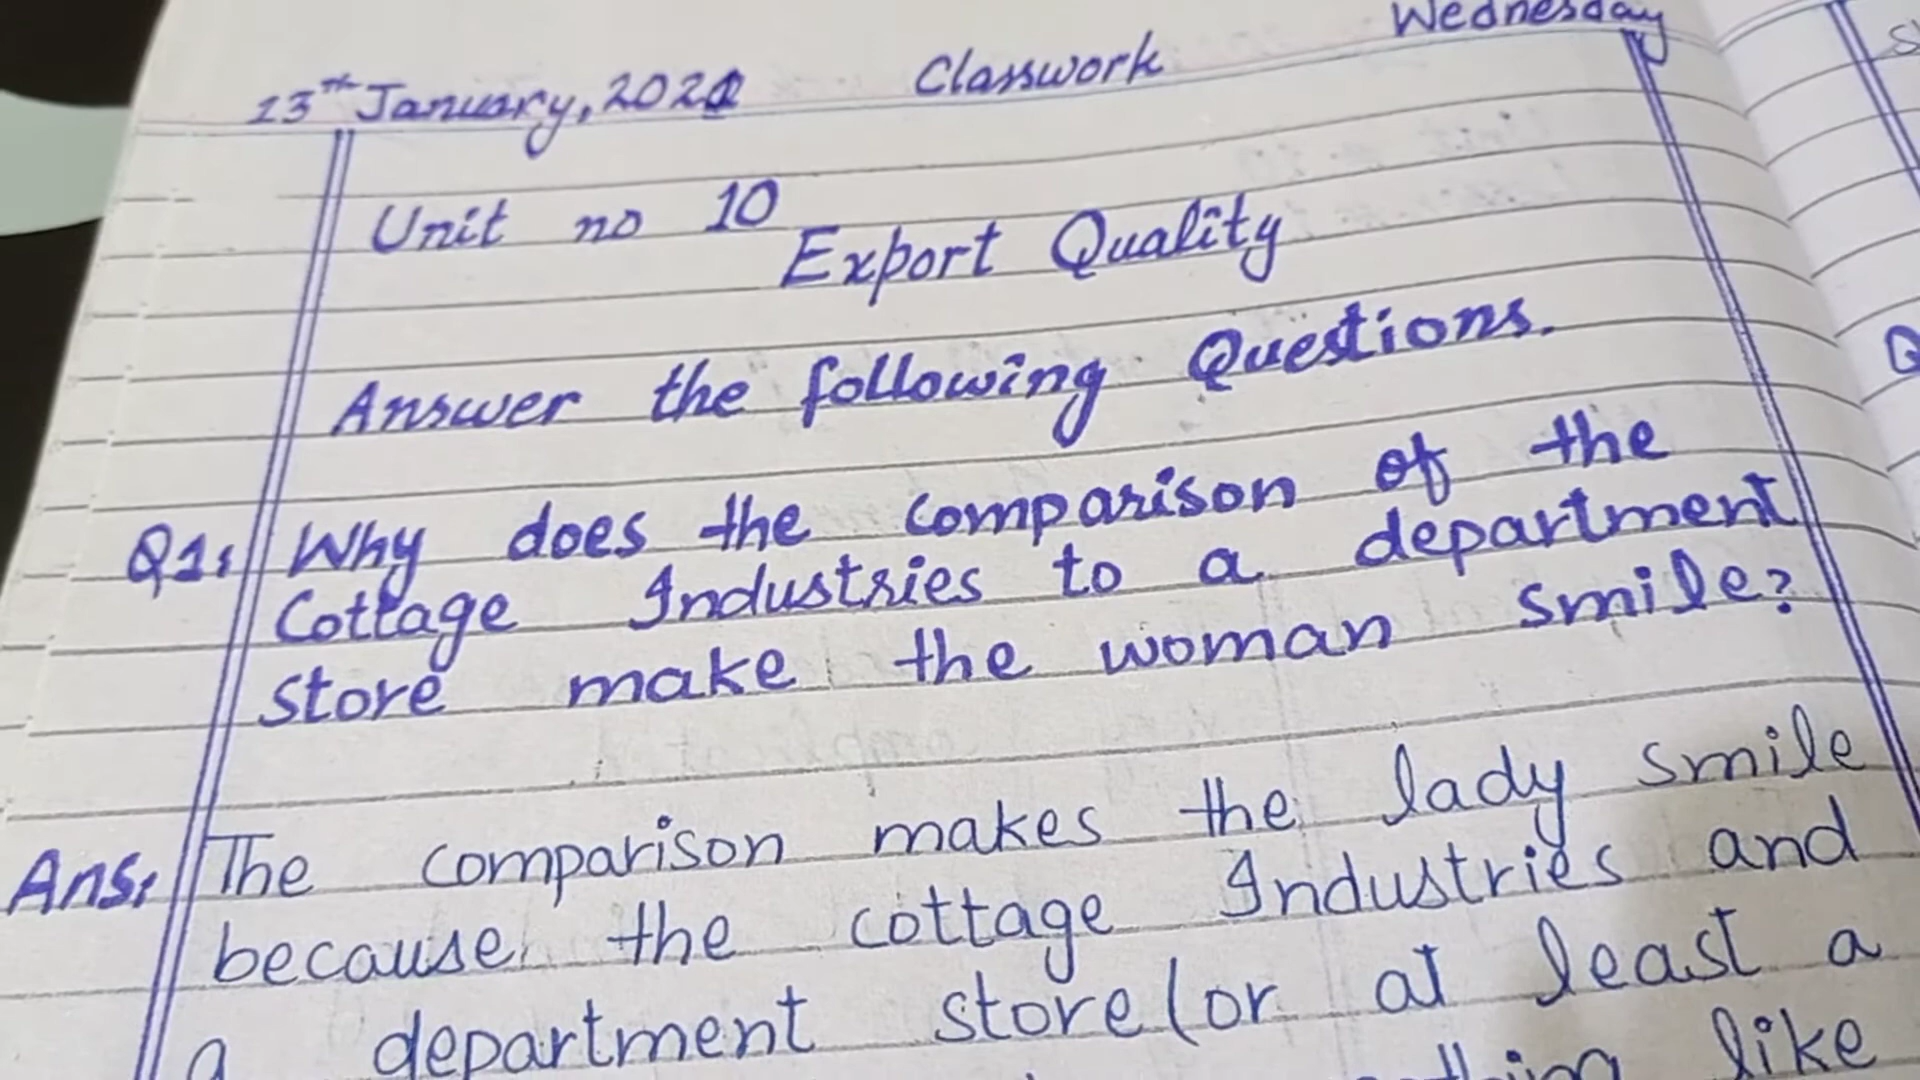 Wednesday
13th January, 2021 Classwork
Unit no 10
Export Quality
Answer the following Questions.
Q1: Why does the comparison of the
Cottage Industries to a department
store make the woman smile?
Ans: The comparison makes the lady smile
because the cottage Industries and
a department store (or at least a
like